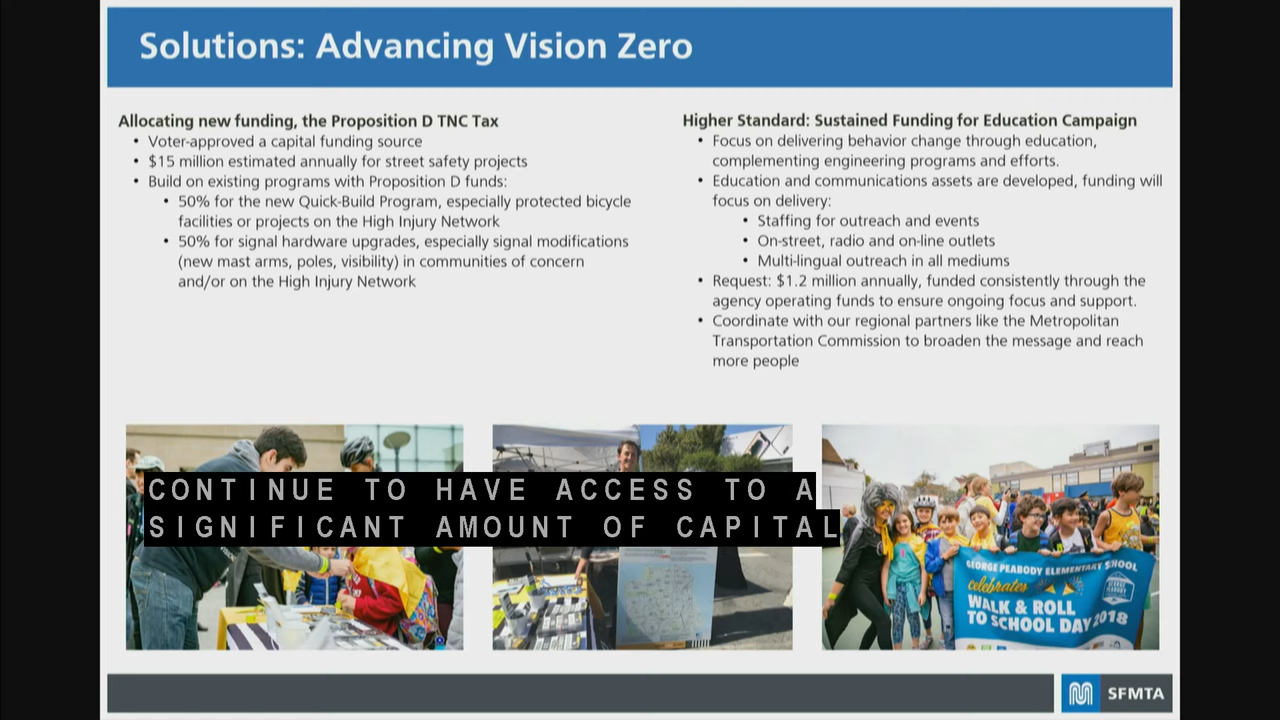 Solutions: Advancing Vision Zero
Allocating new funding, the Proposition D TNC Tax
• Voter-approved a capital funding source
• $15 million estimated annually for street safety projects
• Build on existing programs with Proposition D funds:
• 50% for the new Quick-Build Program, especially protected bicycle
facilities or projects on the High Injury Network
• 50% for signal hardware upgrades, especially signal modifications
(new mast arms, poles, visibility) in communities of concern
and/or on the High Injury Network
Higher Standard: Sustained Funding for Education Campaign
• Focus on delivering behavior change through education,
complementing engineering programs and efforts.
• Education and communications assets are developed, funding will
focus on delivery:
• Staffing for outreach and events
• On-street, radio and on-line outlets
• Multi-lingual outreach in all mediums
• Request: $1.2 million annually, funded consistently through the
agency operating funds to ensure ongoing focus and support.
• Coordinate with our regional partners like the Metropolitan
Transportation Commission to broaden the message and reach
more people
CONTINUE TO HAVE ACCESS TO A
SIGNIFICANT AMOUNT OF CAPITAL
GEORGE PEABODY ELEMENTARY SCHOOL
celebrates
WALK & ROLL
TO SCHOOL DAY 2018
SFMTA